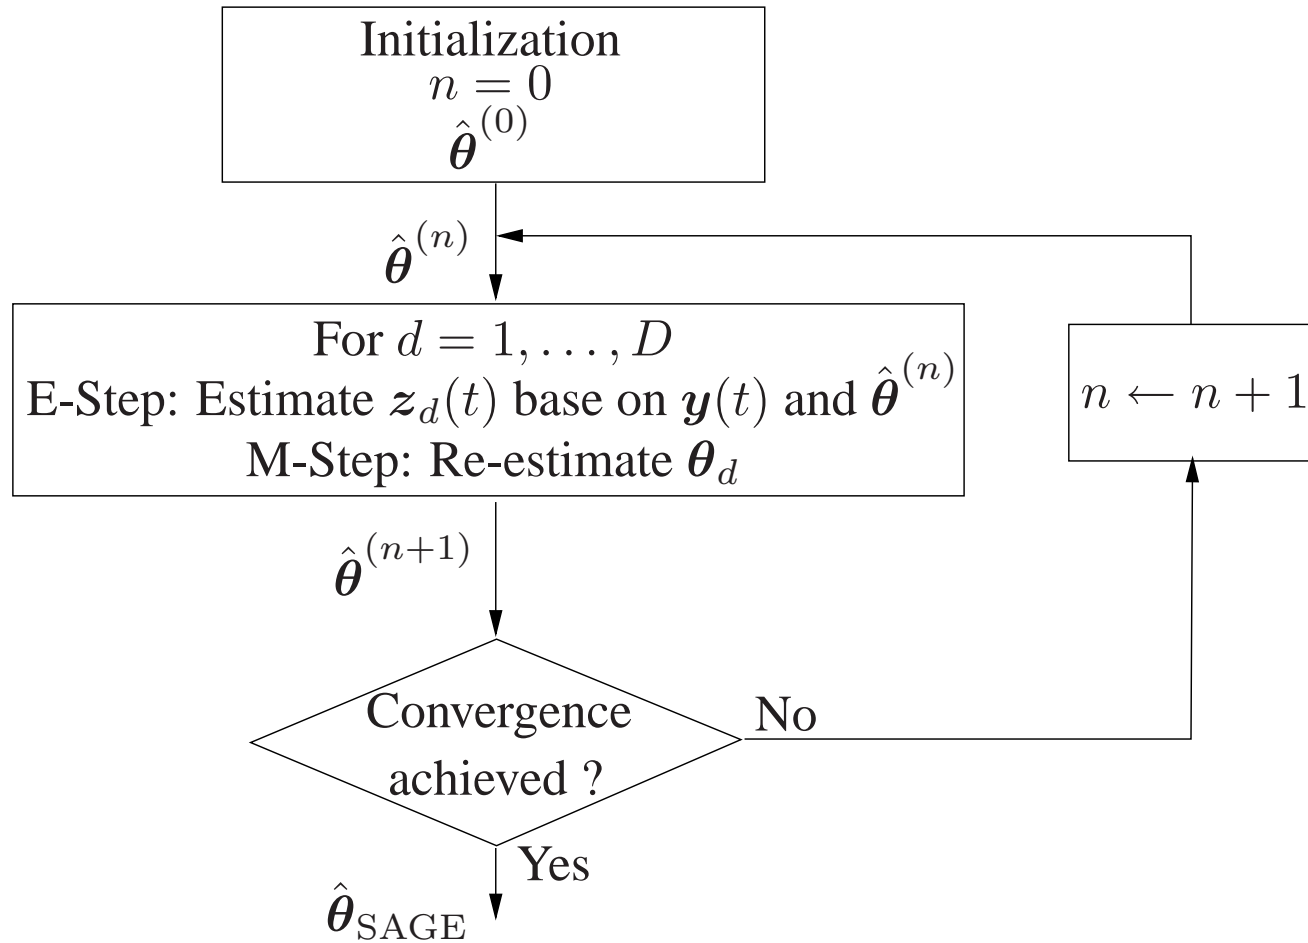 Initialization
n = 0
θ̂^(0)
θ̂^(n)
For d = 1, . . . , D
E-Step: Estimate z_d(t) base on y(t) and θ̂^(n)
M-Step: Re-estimate θ_d
n ← n + 1
θ̂^(n+1)
Convergence
achieved ?
No
Yes
θ̂_SAGE